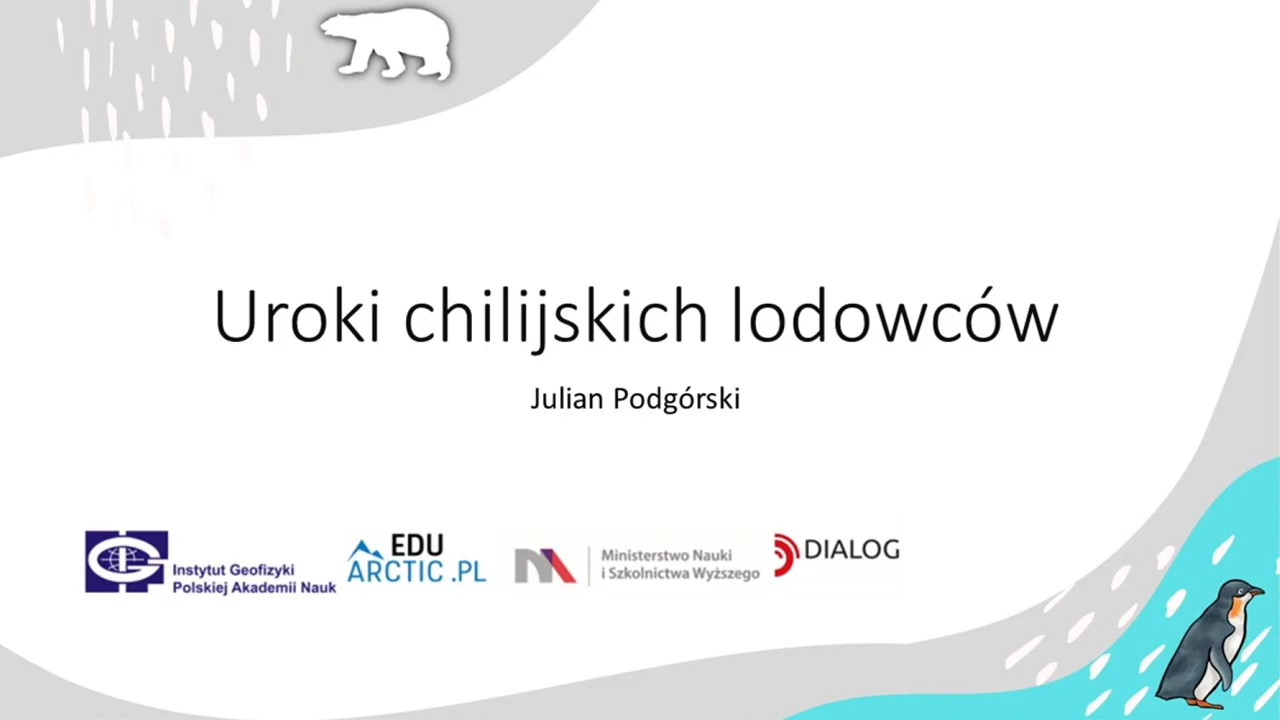 Uroki chilijskich lodowców
Julian Podgórski
Instytut Geofizyki
Polskiej Akademii Nauk
EDU
ARCTIC.PL
Ministerstwo Nauki
i Szkolnictwa Wyższego
DIALOG